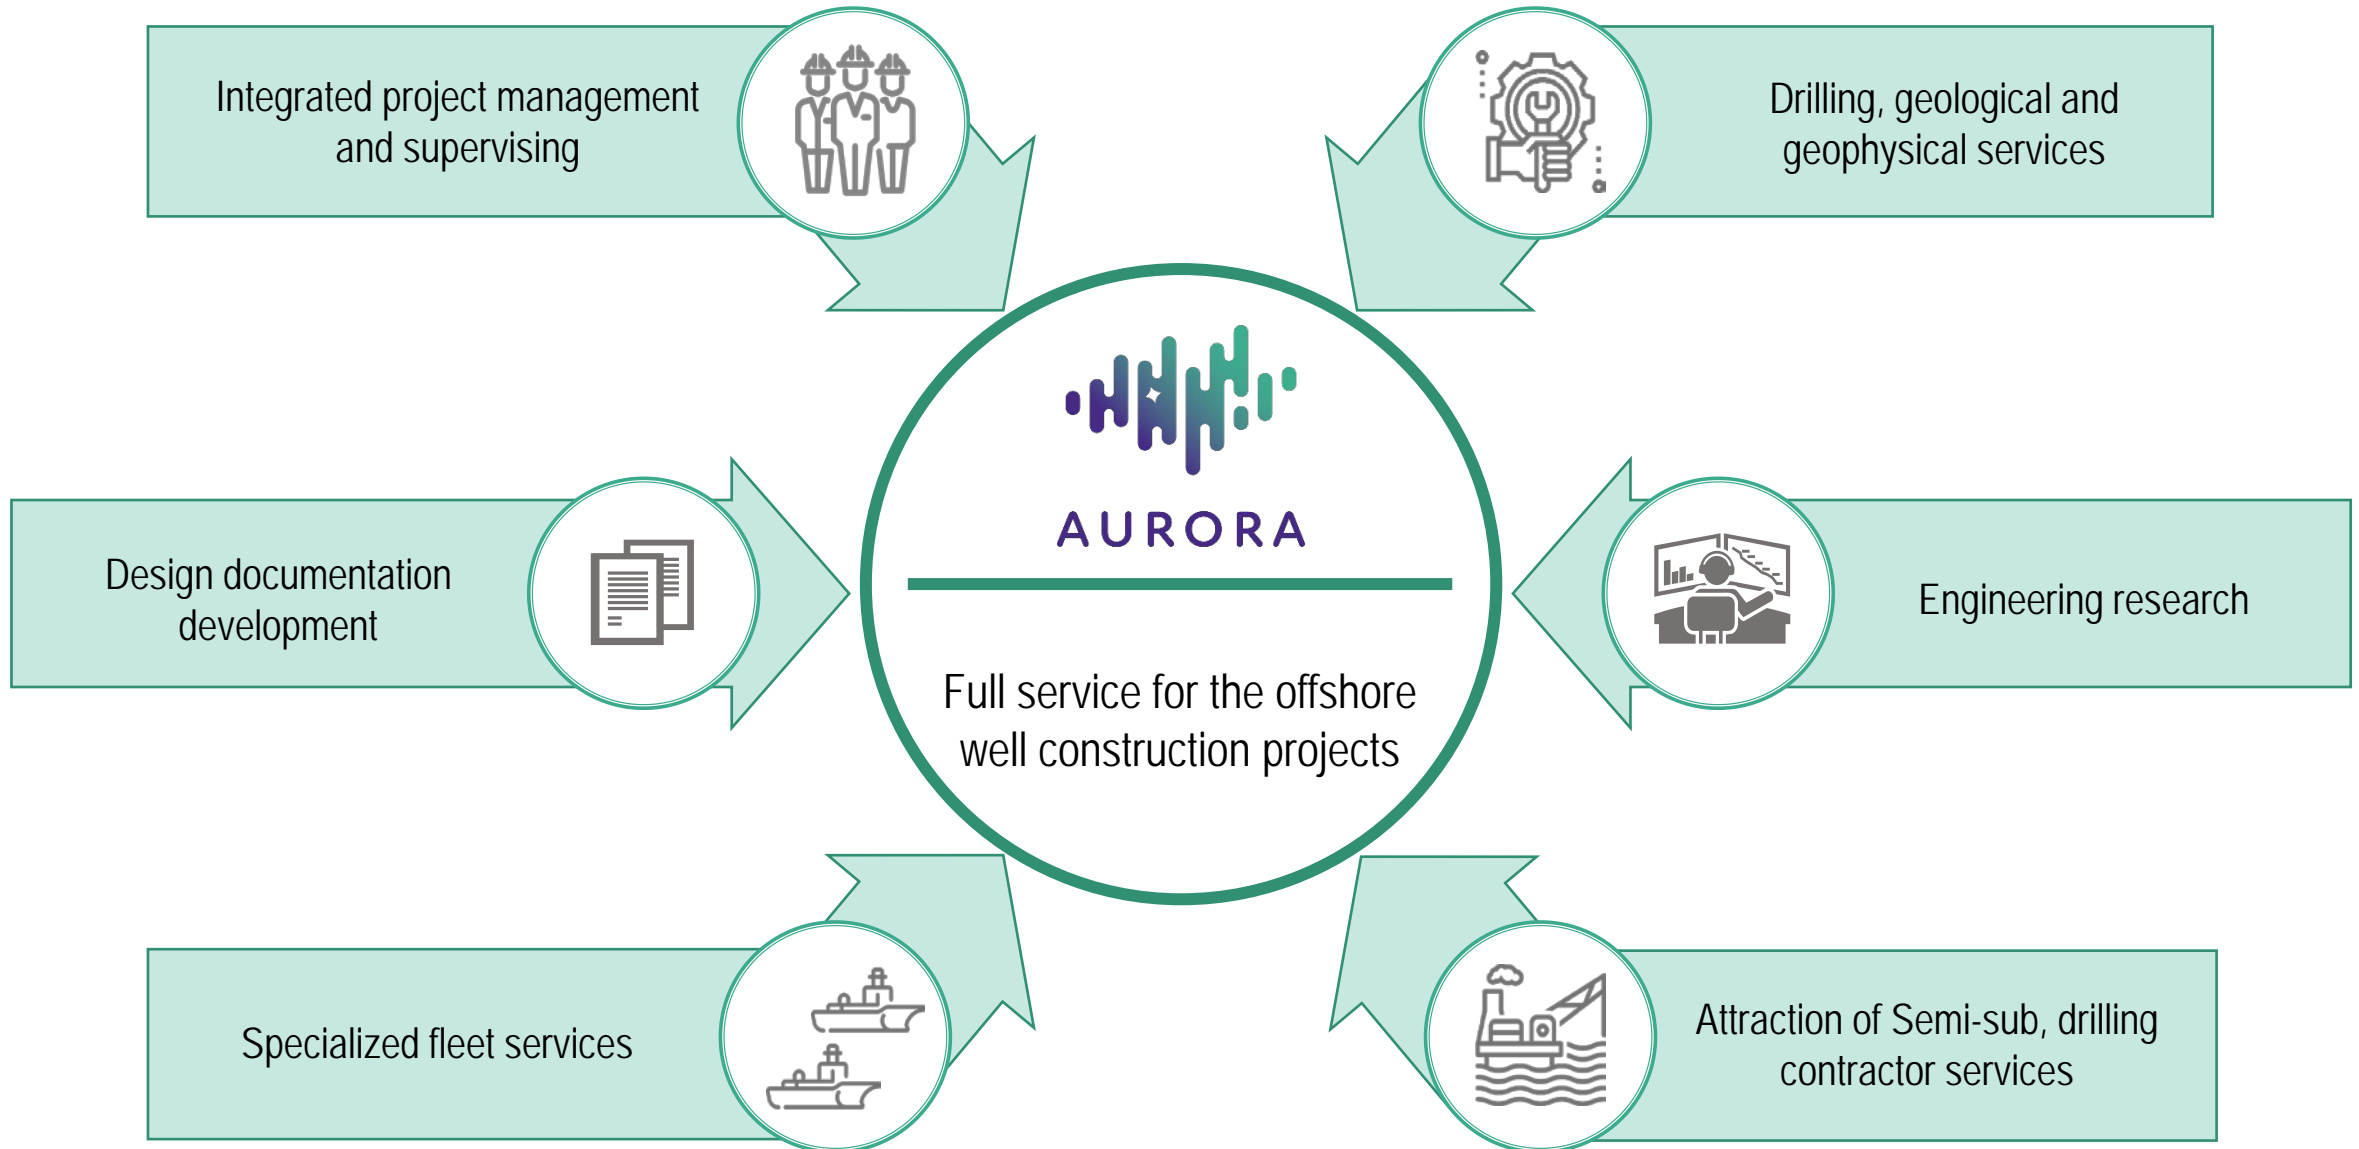 Integrated project management
and supervising
Drilling, geological and
geophysical services
AURORA
Design documentation
development
Engineering research
Full service for the offshore
well construction projects
Specialized fleet services
Attraction of Semi-sub, drilling
contractor services